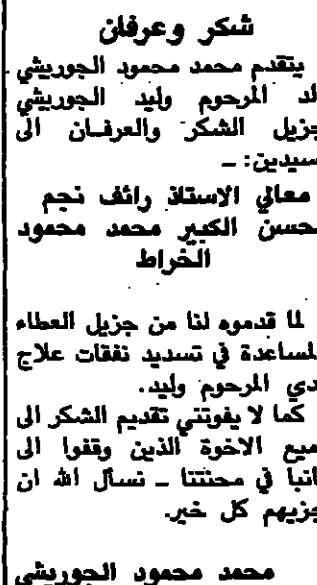 شكر وعرفان
يتقدم محمد محمود الجوريشي
لد المرحوم وليد الجوريشي
جزيل الشكر والعرفان الى
سيدين: ــ
معالي الاستاذ رائف نجم
حسن الكبير محمد محمود
الخراط
لما قدموه لنا من جزيل العطاء
لمساعدة في تسديد نفقات علاج
دي المرحوم وليد.
كما لا يفوتني تقديم الشكر الى
ميع الاخوة الذين وقفوا الى
انبا في محنتنا ــ نسأل الله ان
جزيهم كل خير.
محمد محمود الجوريشي